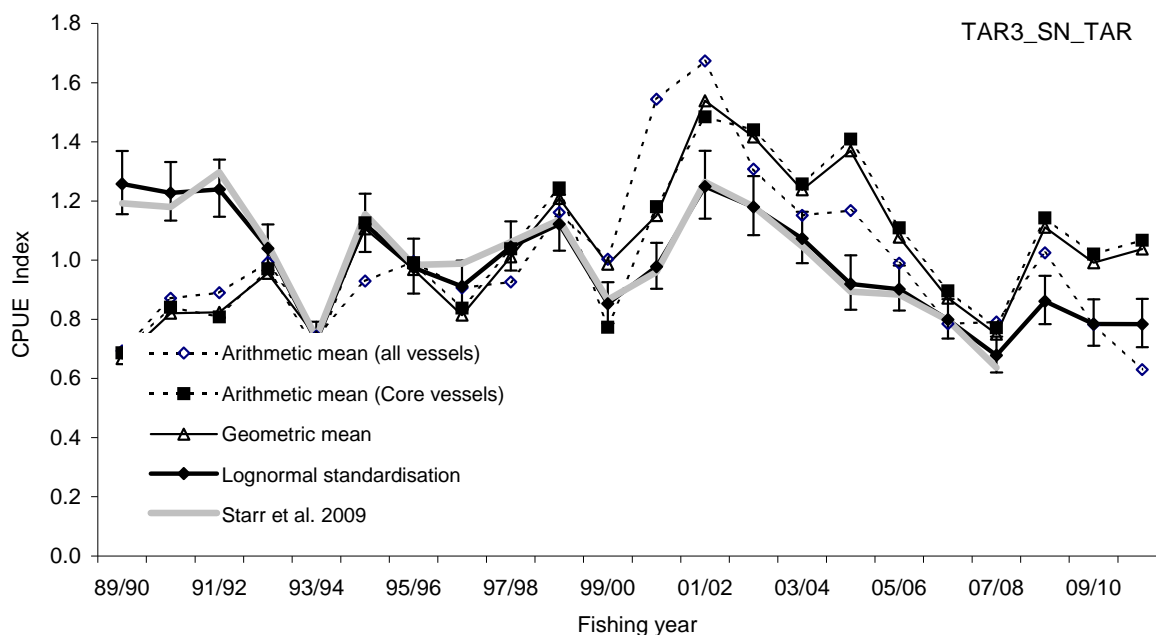 TAR3_SN_TAR
1.8
1.6
1.4
1.2
1.0
0.8
0.6
0.4
0.2
0.0
CPUE Index
Arithmetic mean (all vessels)
Arithmetic mean (Core vessels)
Geometric mean
Lognormal standardisation
Starr et al. 2009
89/90 91/92 93/94 95/96 97/98 99/00 01/02 03/04 05/06 07/08 09/10
Fishing year